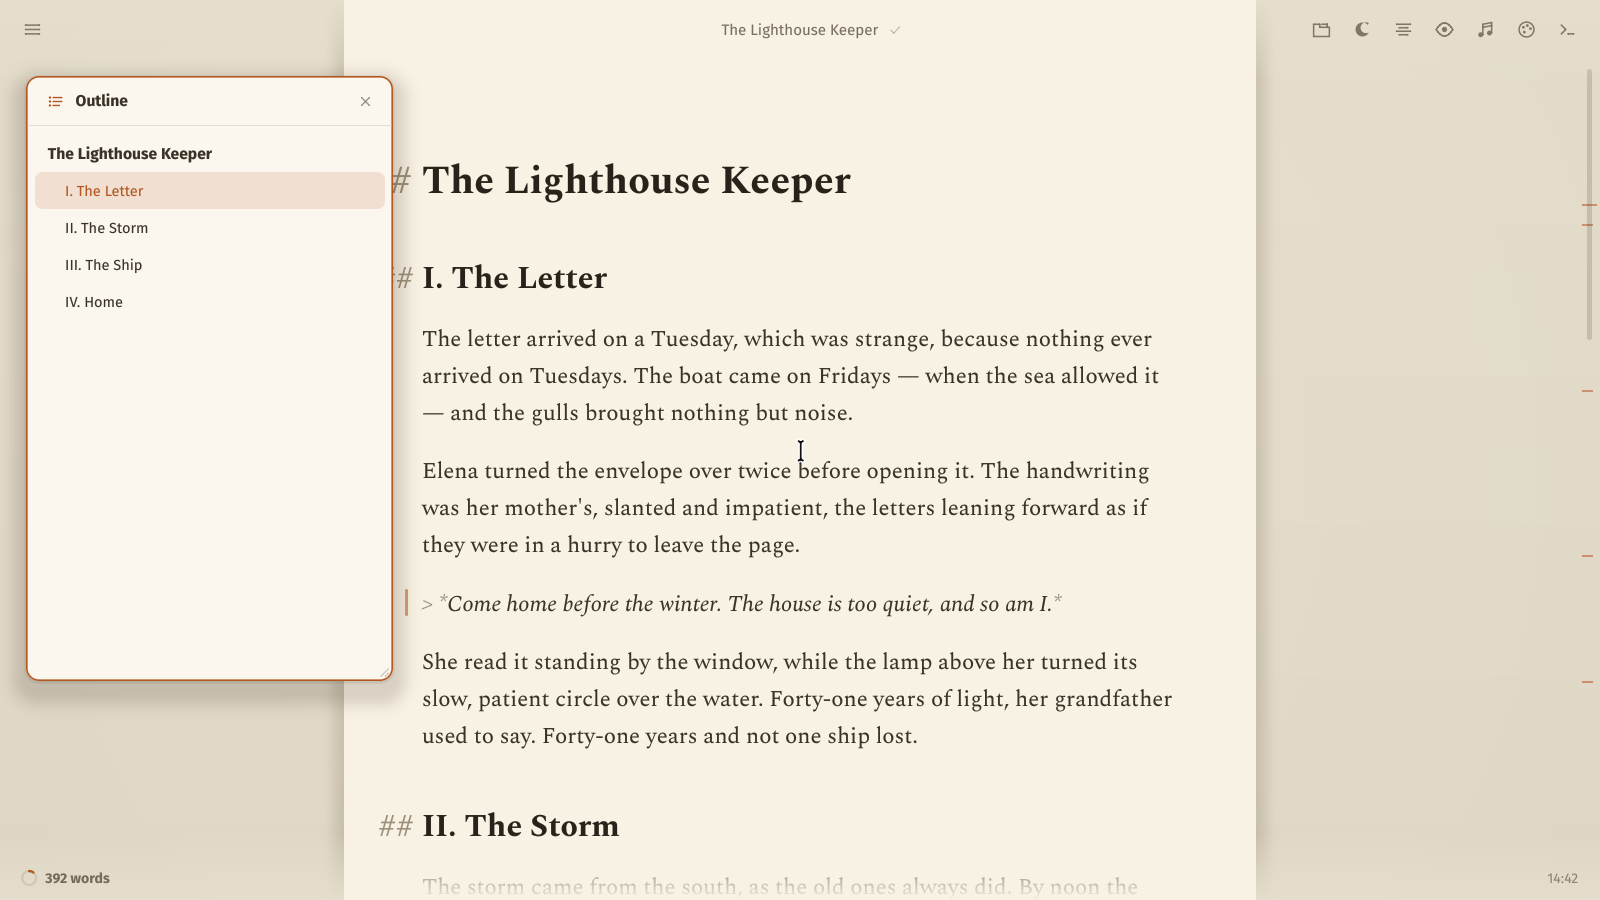 The Lighthouse Keeper
Outline
The Lighthouse Keeper
I. The Letter
II. The Storm
III. The Ship
IV. Home
# The Lighthouse Keeper
## I. The Letter
The letter arrived on a Tuesday, which was strange, because nothing ever
arrived on Tuesdays. The boat came on Fridays — when the sea allowed it
— and the gulls brought nothing but noise.
Elena turned the envelope over twice before opening it. The handwriting
was her mother's, slanted and impatient, the letters leaning forward as if
they were in a hurry to leave the page.
> *Come home before the winter. The house is too quiet, and so am I.*
She read it standing by the window, while the lamp above her turned its
slow, patient circle over the water. Forty-one years of light, her grandfather
used to say. Forty-one years and not one ship lost.
## II. The Storm
The storm came from the south, as the old ones always did. By noon the
392 words
14:42